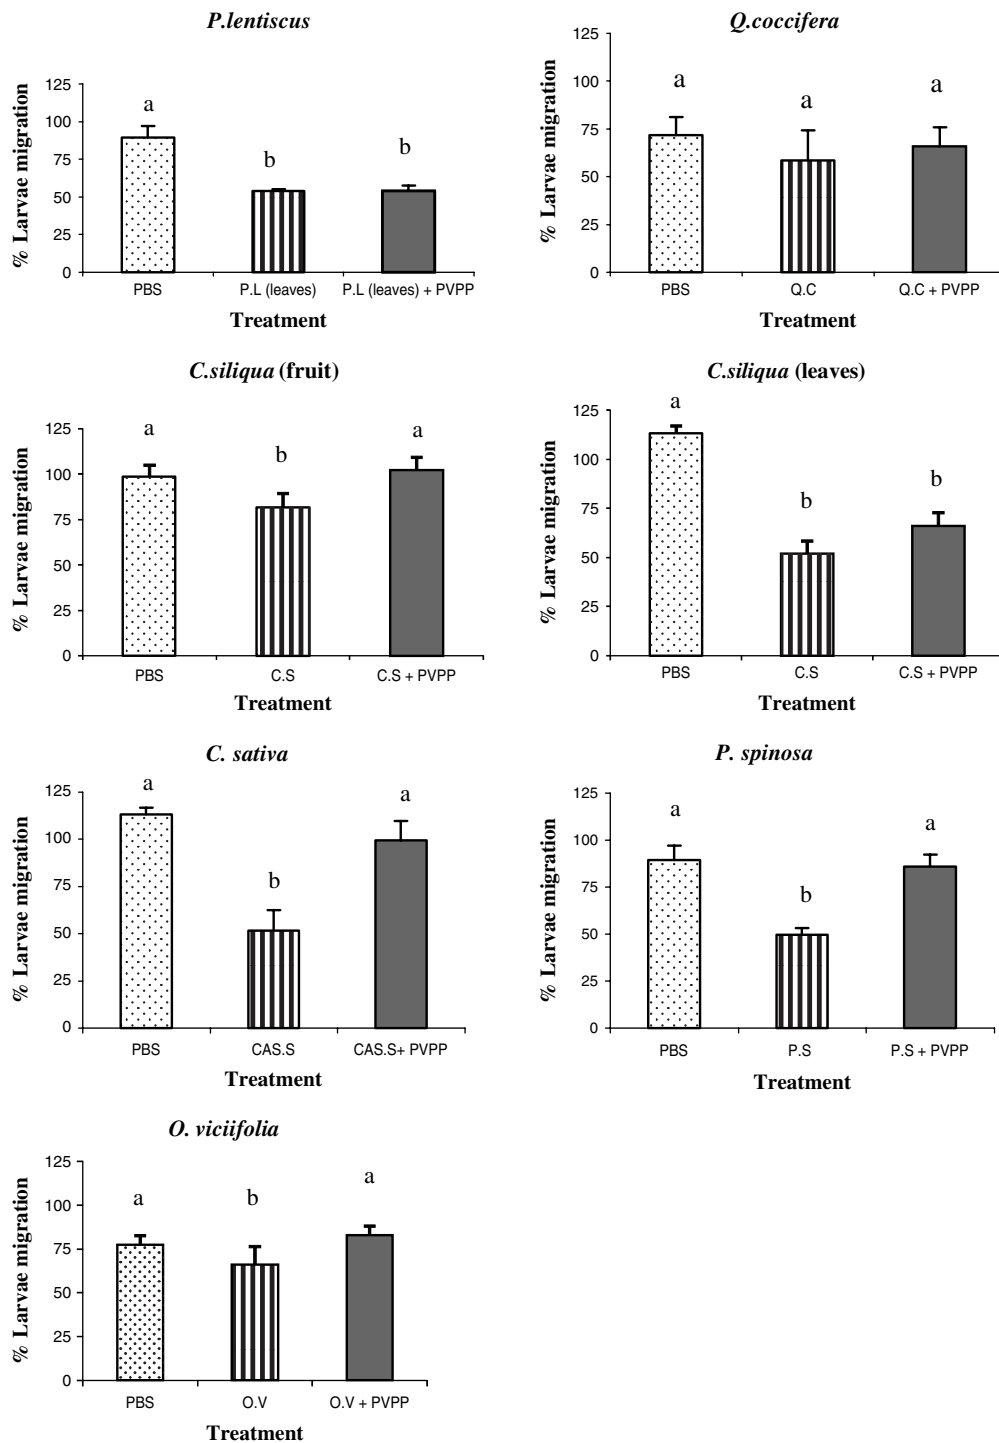 P.lentiscus
% Larvae migration
125
100
75
50
25
0
a
b
b
PBS
P.L (leaves)
P.L (leaves) + PVPP
Treatment
Q.coccifera
% Larvae migration
125
100
75
50
25
0
a
a
a
PBS
Q.C
Q.C + PVPP
Treatment
C.siliqua (fruit)
% Larvae migration
125
100
75
50
25
0
a
b
a
PBS
C.S
C.S + PVPP
Treatment
C.siliqua (leaves)
% Larvae migration
125
100
75
50
25
0
a
b
b
PBS
C.S
C.S + PVPP
Treatment
C. sativa
% Larvae migration
125
100
75
50
25
0
a
b
a
PBS
CAS.S
CAS.S+ PVPP
Treatment
P. spinosa
% Larvae migration
125
100
75
50
25
0
a
b
a
PBS
P.S
P.S + PVPP
Treatment
O. viciifolia
% Larvae migration
125
100
75
50
25
0
a
b
a
PBS
O.V
O.V + PVPP
Treatment